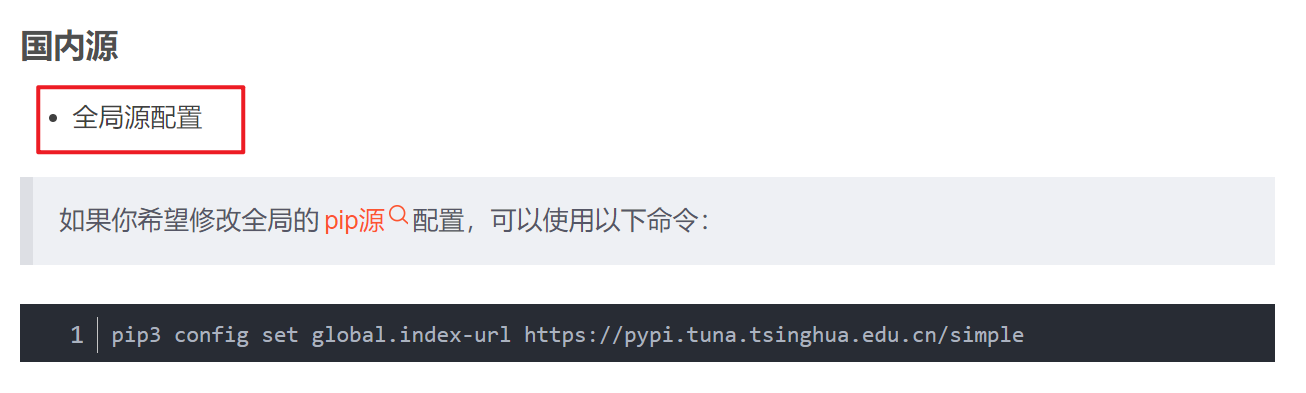 国内源
• 全局源配置
如果你希望修改全局的 pip源 配置，可以使用以下命令：
1 pip3 config set global.index-url https://pypi.tuna.tsinghua.edu.cn/simple